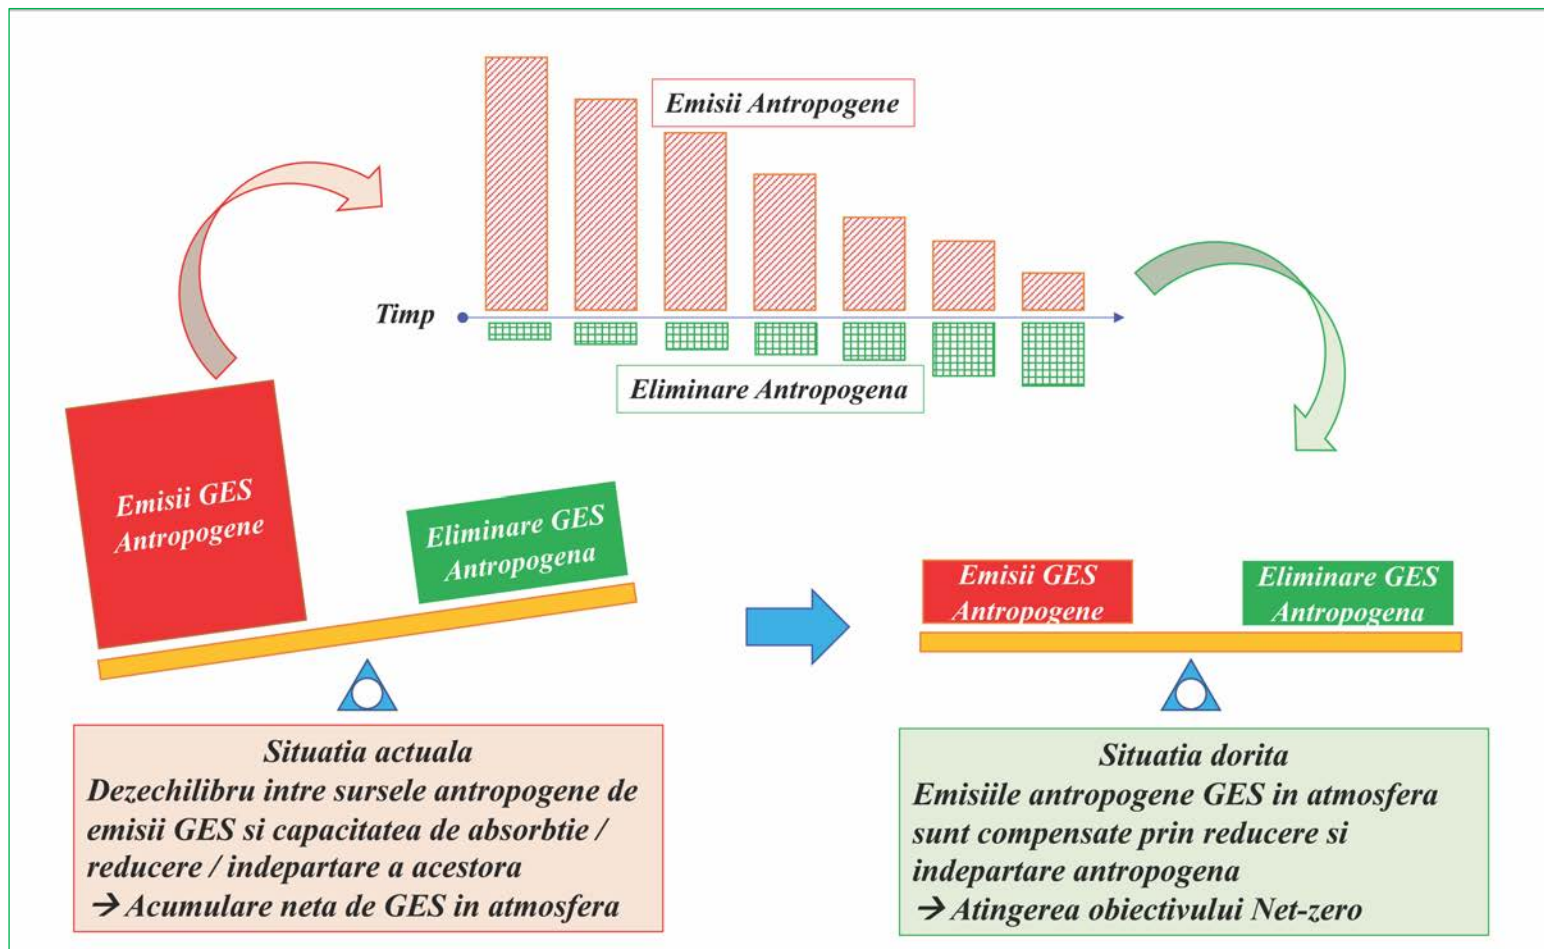 Emisii Antropogene
Timp
Eliminare Antropogena
Emisii GES
Antropogene
Eliminare GES
Antropogena
Emisii GES
Antropogene
Eliminare GES
Antropogena
Situatia actuala
Dezechilibru intre sursele antropogene de
emisii GES si capacitatea de absorbtie /
reducere / indepartare a acestora
→ Acumulare neta de GES in atmosfera
Situatia dorita
Emisiile antropogene GES in atmosfera
sunt compensate prin reducere si
indepartare antropogena
→ Atingerea obiectivului Net-zero